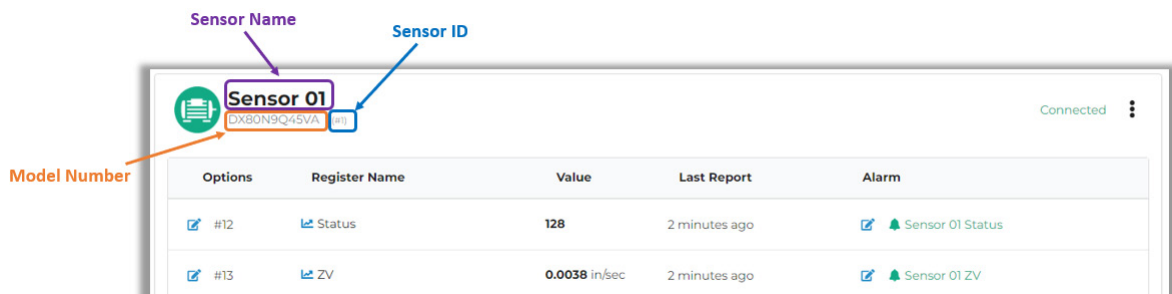 Sensor Name
Sensor ID
Sensor 01
DX80N9Q45VA (#1)
Connected
Model Number
Options Register Name Value Last Report Alarm
#12 Status 128 2 minutes ago Sensor 01 Status
#13 ZV 0.0038 in/sec 2 minutes ago Sensor 01 ZV